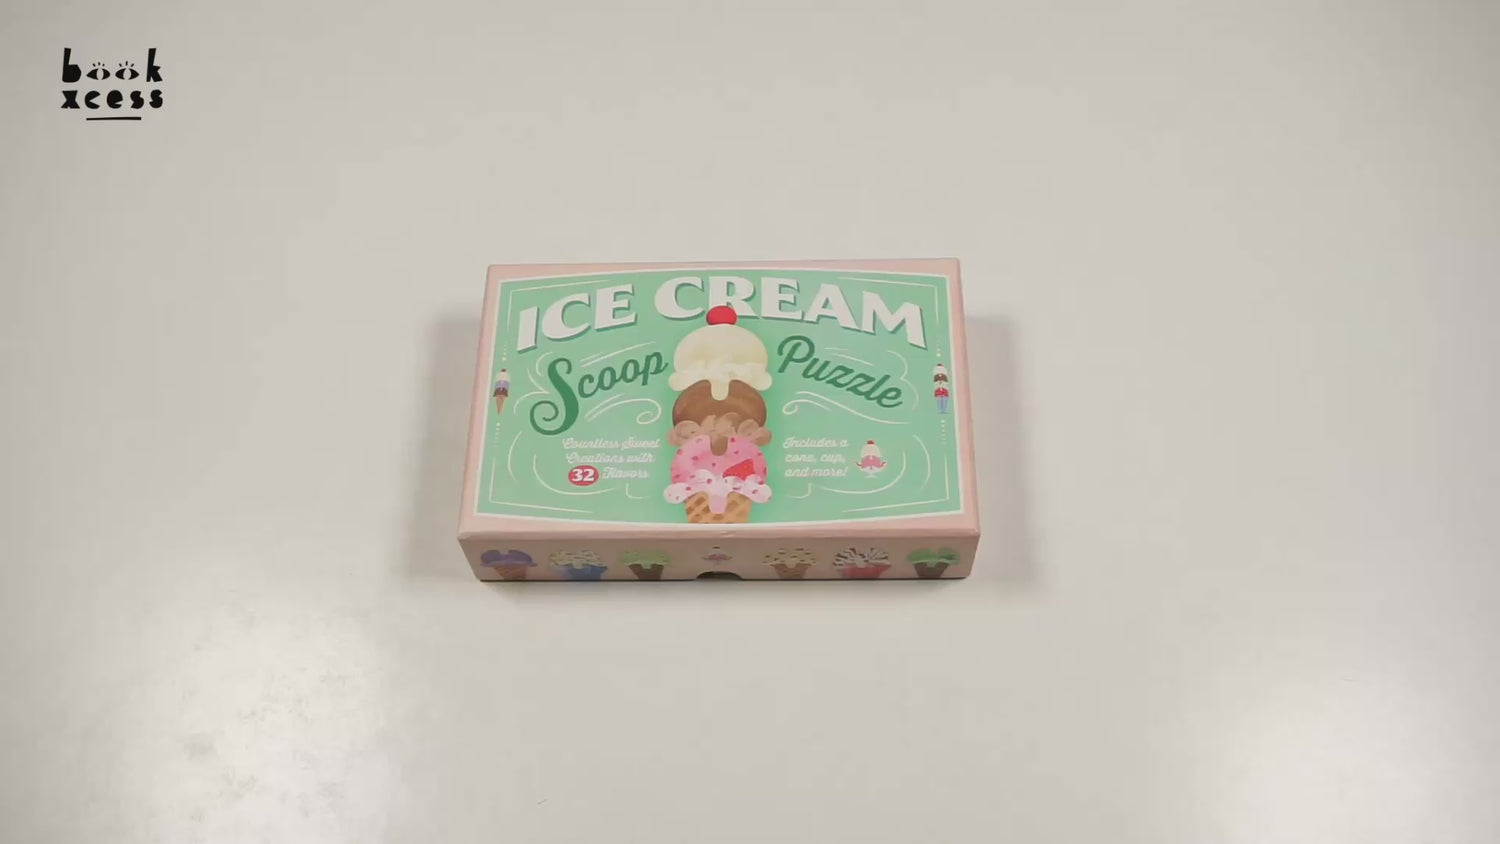 book
xcess
ICE CREAM
Scoop Puzzle
Countless Sweet
Creations with
32 Flavors
Includes a
cone, cup,
and more!